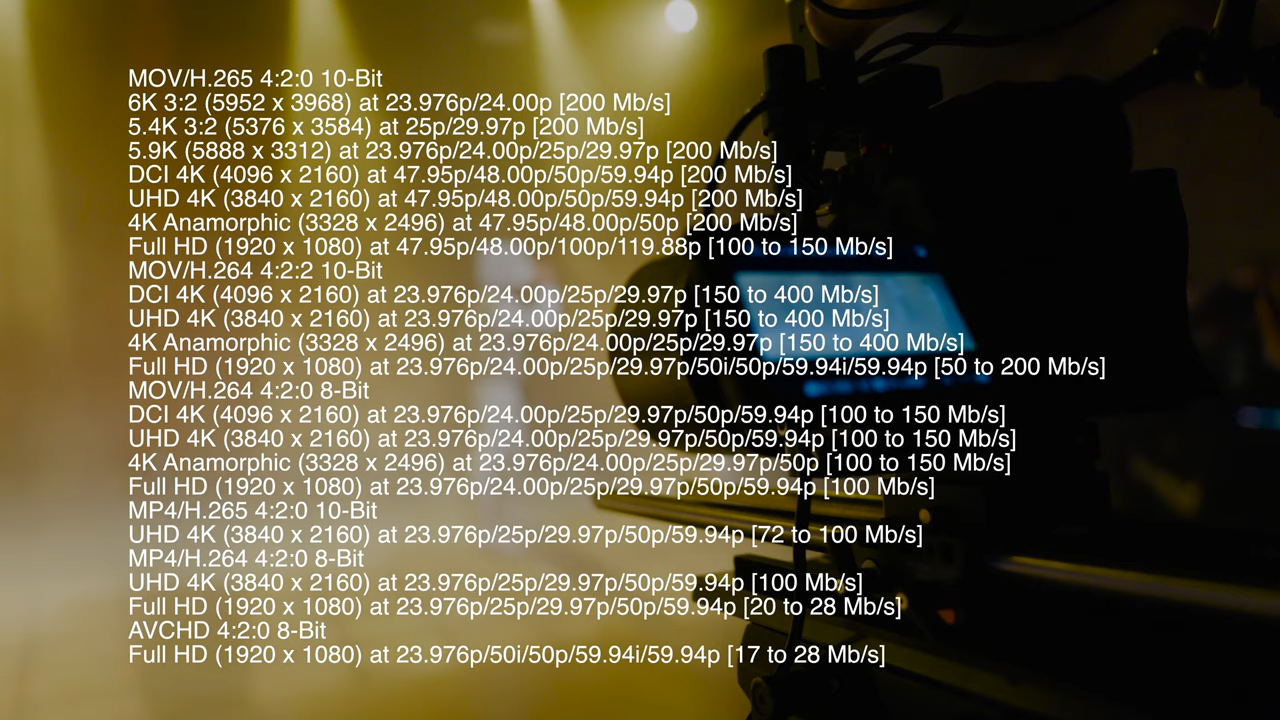 MOV/H.265 4:2:0 10-Bit
6K 3:2 (5952 x 3968) at 23.976p/24.00p [200 Mb/s]
5.4K 3:2 (5376 x 3584) at 25p/29.97p [200 Mb/s]
5.9K (5888 x 3312) at 23.976p/24.00p/25p/29.97p [200 Mb/s]
DCI 4K (4096 x 2160) at 47.95p/48.00p/50p/59.94p [200 Mb/s]
UHD 4K (3840 x 2160) at 47.95p/48.00p/50p/59.94p [200 Mb/s]
4K Anamorphic (3328 x 2496) at 47.95p/48.00p/50p [200 Mb/s]
Full HD (1920 x 1080) at 47.95p/48.00p/100p/119.88p [100 to 150 Mb/s]
MOV/H.264 4:2:2 10-Bit
DCI 4K (4096 x 2160) at 23.976p/24.00p/25p/29.97p [150 to 400 Mb/s]
UHD 4K (3840 x 2160) at 23.976p/24.00p/25p/29.97p [150 to 400 Mb/s]
4K Anamorphic (3328 x 2496) at 23.976p/24.00p/25p/29.97p [150 to 400 Mb/s]
Full HD (1920 x 1080) at 23.976p/24.00p/25p/29.97p/50i/50p/59.94i/59.94p [50 to 200 Mb/s]
MOV/H.264 4:2:0 8-Bit
DCI 4K (4096 x 2160) at 23.976p/24.00p/25p/29.97p/50p/59.94p [100 to 150 Mb/s]
UHD 4K (3840 x 2160) at 23.976p/24.00p/25p/29.97p/50p/59.94p [100 to 150 Mb/s]
4K Anamorphic (3328 x 2496) at 23.976p/24.00p/25p/29.97p/50p [100 to 150 Mb/s]
Full HD (1920 x 1080) at 23.976p/24.00p/25p/29.97p/50p/59.94p [100 Mb/s]
MP4/H.265 4:2:0 10-Bit
UHD 4K (3840 x 2160) at 23.976p/25p/29.97p/50p/59.94p [72 to 100 Mb/s]
MP4/H.264 4:2:0 8-Bit
UHD 4K (3840 x 2160) at 23.976p/25p/29.97p/50p/59.94p [100 Mb/s]
Full HD (1920 x 1080) at 23.976p/25p/29.97p/50p/59.94p [20 to 28 Mb/s]
AVCHD 4:2:0 8-Bit
Full HD (1920 x 1080) at 23.976p/50i/50p/59.94i/59.94p [17 to 28 Mb/s]